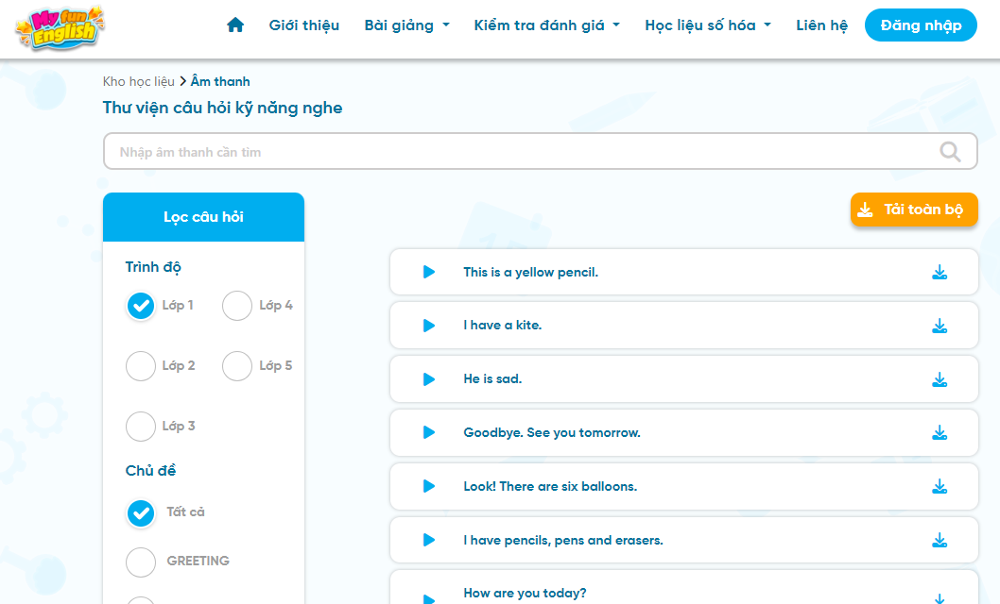 My fun English
Giới thiệu
Bài giảng
Kiểm tra đánh giá
Học liệu số hóa
Liên hệ
Đăng nhập
Kho học liệu > Âm thanh
Thư viện câu hỏi kỹ năng nghe
Nhập âm thanh cần tìm
Lọc câu hỏi
Trình độ
Lớp 1
Lớp 4
Lớp 2
Lớp 5
Lớp 3
Chủ đề
Tất cả
GREETING
Tải toàn bộ
This is a yellow pencil.
I have a kite.
He is sad.
Goodbye. See you tomorrow.
Look! There are six balloons.
I have pencils, pens and erasers.
How are you today?